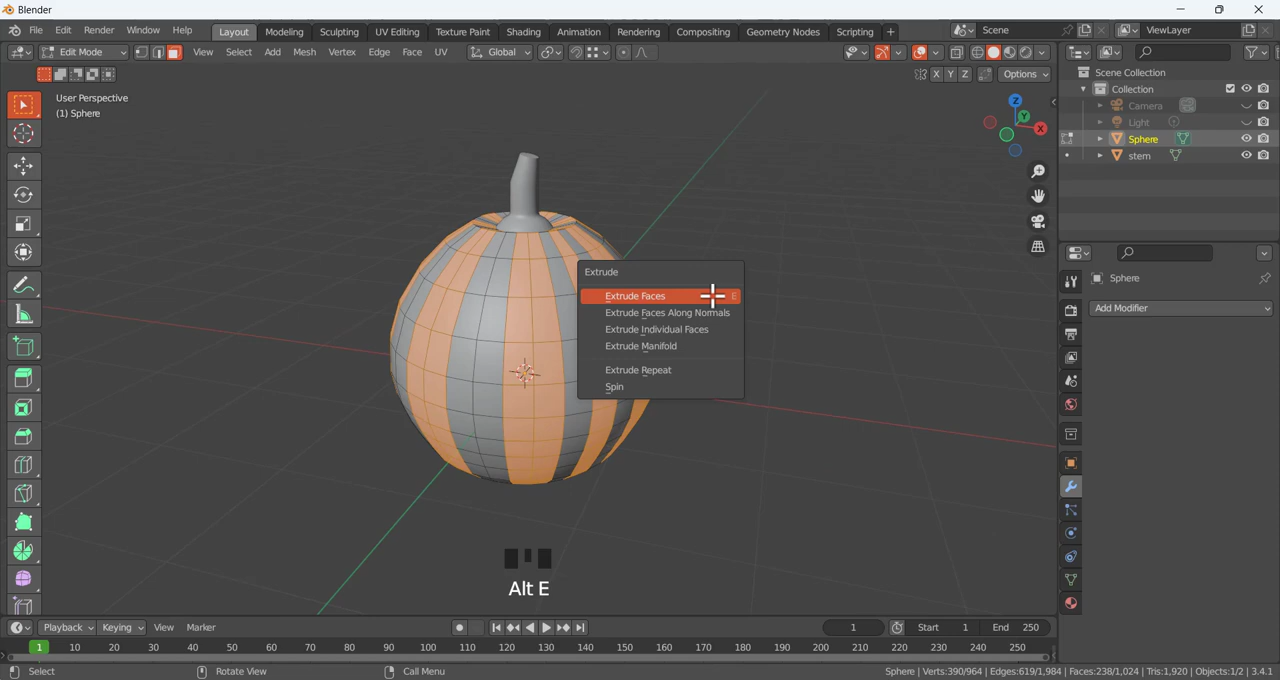 Blender
File Edit Render Window Help Layout Modeling Sculpting UV Editing Texture Paint Shading Animation Rendering Compositing Geometry Nodes Scripting + Scene ViewLayer
Edit Mode View Select Add Mesh Vertex Edge Face UV Global
X Y Z Options
User Perspective
(1) Sphere
Z
Y
X
Scene Collection
Collection
Camera
Light
Sphere
stem
Sphere
Add Modifier
Extrude
Extrude Faces E
Extrude Faces Along Normals
Extrude Individual Faces
Extrude Manifold
Extrude Repeat
Spin
Alt E
Playback Keying View Marker 1 Start 1 End 250
1 10 20 30 40 50 60 70 80 90 100 110 120 130 140 150 160 170 180 190 200 210 220 230 240 250
Select Rotate View Call Menu Sphere | Verts:390/964 | Edges:619/1,984 | Faces:238/1,024 | Tris:1,920 | Objects:1/2 | 3.4.1